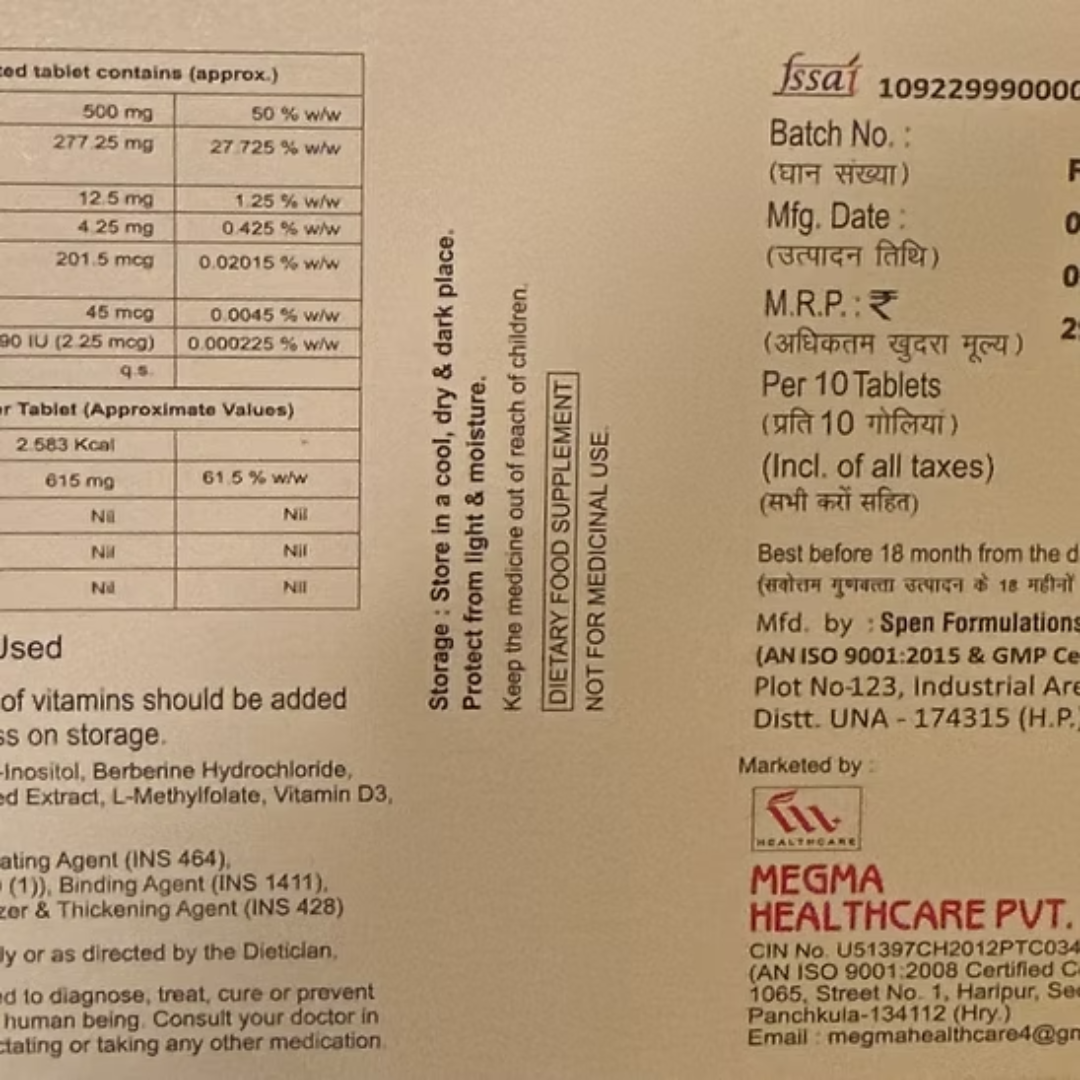 ted tablet contains (approx.)
500 mg 50 % w/w
277.25 mg 27.725 % w/w
12.5 mg 1.25 % w/w
4.25 mg 0.425 % w/w
201.5 mcg 0.02015 % w/w
45 mcg 0.0045 % w/w
90 IU (2.25 mcg) 0.000225 % w/w
q.s.
r Tablet (Approximate Values)
2.583 Kcal
615 mg 61.5 % w/w
Nil Nil
Nil Nil
Nil Nil
Used
of vitamins should be added
ss on storage.
-Inositol, Berberine Hydrochloride,
ed Extract, L-Methylfolate, Vitamin D3,
ating Agent (INS 464),
(1)), Binding Agent (INS 1411),
zer & Thickening Agent (INS 428)
ly or as directed by the Dietician.
ed to diagnose, treat, cure or prevent
human being. Consult your doctor in
ctating or taking any other medication.
Storage : Store in a cool, dry & dark place.
Protect from light & moisture.
Keep the medicine out of reach of children.
DIETARY FOOD SUPPLEMENT
NOT FOR MEDICINAL USE.
fssai 10922999000
Batch No. :
(घान संख्या)
Mfg. Date :
(उत्पादन तिथि)
M.R.P. : ₹
(अधिकतम खुदरा मूल्य)
Per 10 Tablets
(प्रति 10 गोलियां)
(Incl. of all taxes)
(सभी करों सहित)
Best before 18 month from the d
(सर्वोत्तम गुणवत्ता उत्पादन के 18 महीनों
Mfd. by : Spen Formulations
(AN ISO 9001:2015 & GMP Ce
Plot No-123, Industrial Are
Distt. UNA - 174315 (H.P.)
Marketed by :
HEALTHCARE
MEGMA
HEALTHCARE PVT.
CIN No. U51397CH2012PTC034
(AN ISO 9001:2008 Certified C
1065, Street No. 1, Haripur, Sec
Panchkula-134112 (Hry.)
Email : megmahealthcare4@gm